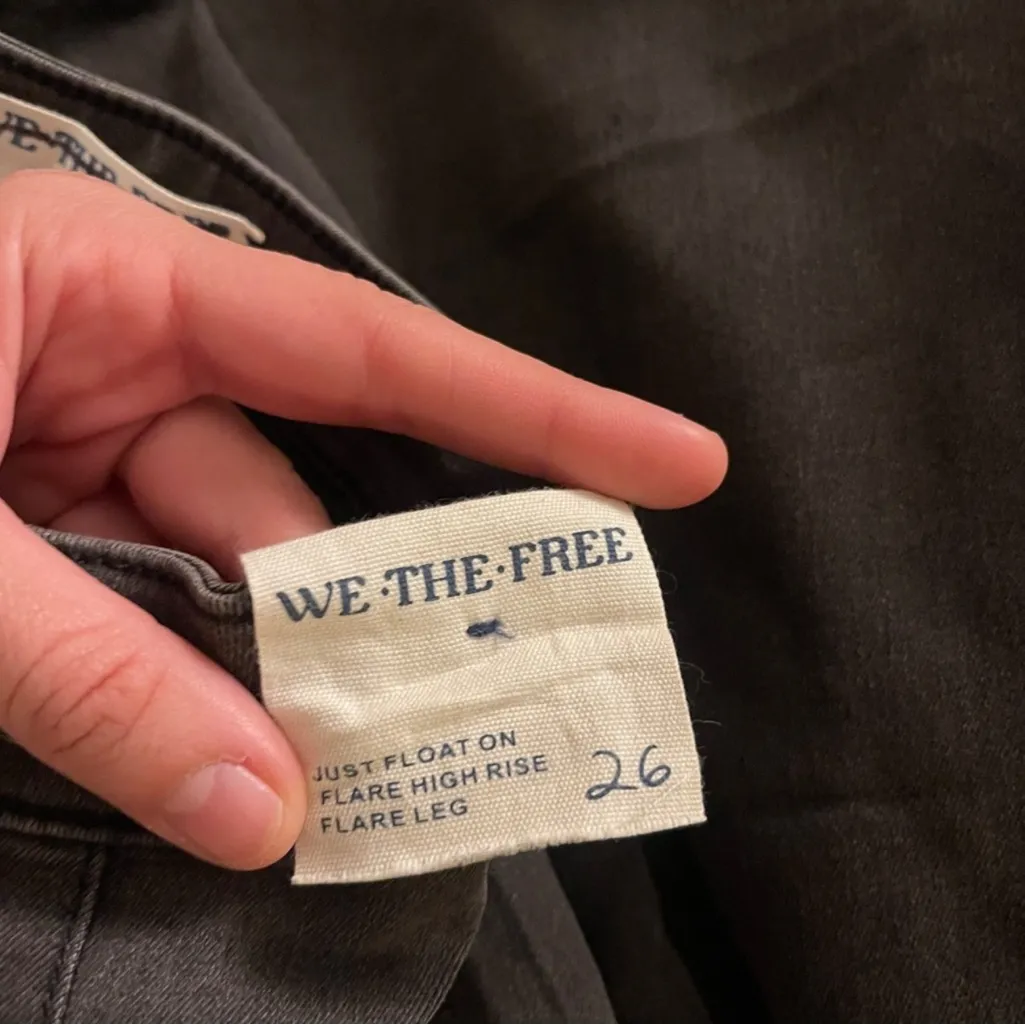 WE·THE·FREE
JUST FLOAT ON
FLARE HIGH RISE
FLARE LEG
26